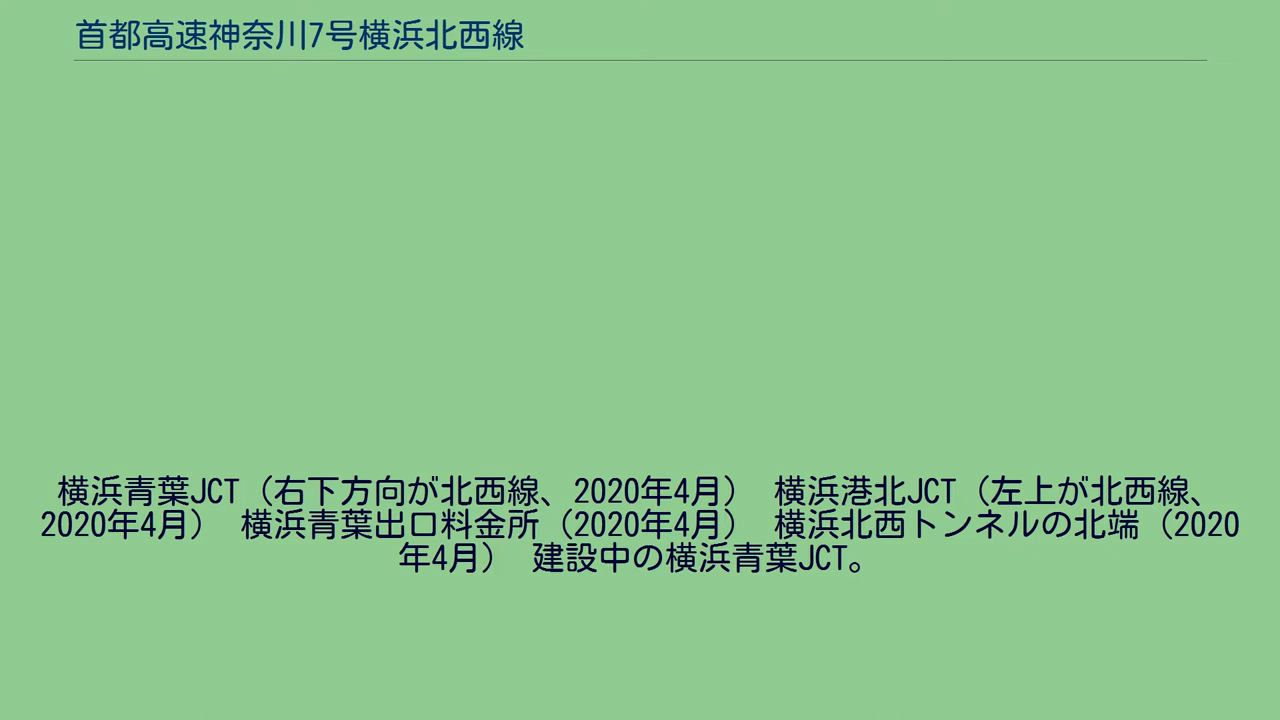 首都高速神奈川7号横浜北西線
横浜青葉JCT（右下方向が北西線、2020年4月） 横浜港北JCT（左上が北西線、
2020年4月） 横浜青葉出口料金所（2020年4月） 横浜北西トンネルの北端（2020
年4月） 建設中の横浜青葉JCT。